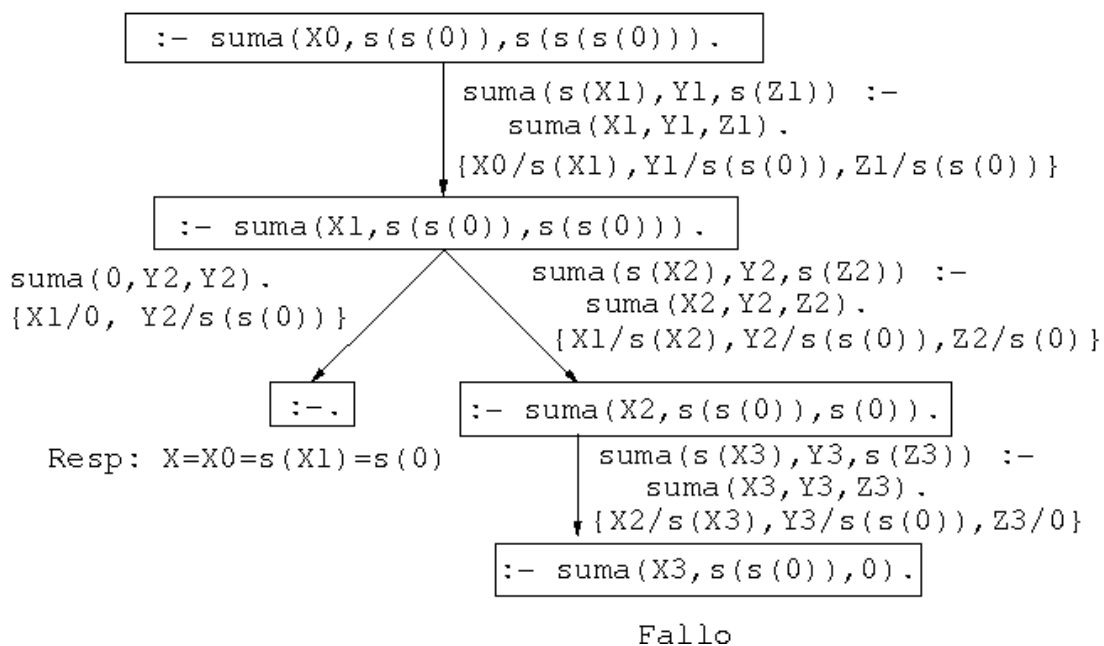 :- suma(X0,s(s(0)),s(s(s(0))).
suma(s(X1),Y1,s(Z1)) :-
suma(X1,Y1,Z1).
{X0/s(X1),Y1/s(s(0)),Z1/s(s(0))}
:- suma(X1,s(s(0)),s(s(0))).
suma(0,Y2,Y2).
{X1/0, Y2/s(s(0))}
suma(s(X2),Y2,s(Z2)) :-
suma(X2,Y2,Z2).
{X1/s(X2),Y2/s(s(0)),Z2/s(0)}
:-.
Resp: X=X0=s(X1)=s(0)
:- suma(X2,s(s(0)),s(0)).
suma(s(X3),Y3,s(Z3)) :-
suma(X3,Y3,Z3).
{X2/s(X3),Y3/s(s(0)),Z3/0}
:- suma(X3,s(s(0)),0).
Fallo